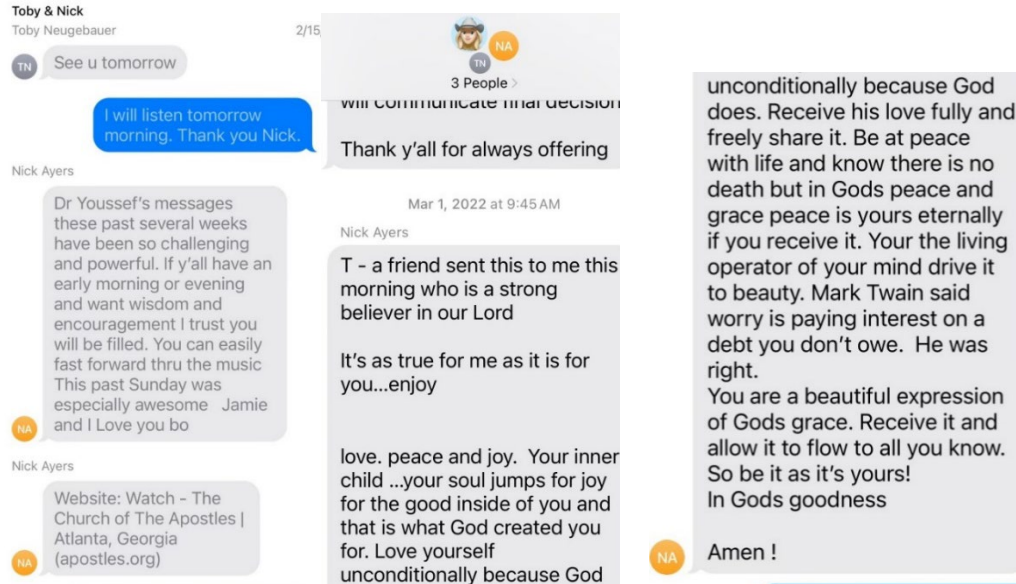 Toby & Nick
Toby Neugebauer
2/15,
TN
See u tomorrow
I will listen tomorrow
morning. Thank you Nick.
Nick Ayers
Dr Youssef's messages
these past several weeks
have been so challenging
and powerful. If y'all have an
early morning or evening
and want wisdom and
encouragement I trust you
will be filled. You can easily
fast forward thru the music
This past Sunday was
especially awesome Jamie
and I Love you bo
NA
Nick Ayers
Website: Watch - The
Church of The Apostles |
Atlanta, Georgia
(apostles.org)
NA
NA
TN
3 People >
will communicate final decision
Thank y'all for always offering
Mar 1, 2022 at 9:45 AM
Nick Ayers
T - a friend sent this to me this
morning who is a strong
believer in our Lord
It's as true for me as it is for
you...enjoy
love. peace and joy. Your inner
child ...your soul jumps for joy
for the good inside of you and
that is what God created you
for. Love yourself
unconditionally because God
unconditionally because God
does. Receive his love fully and
freely share it. Be at peace
with life and know there is no
death but in Gods peace and
grace peace is yours eternally
if you receive it. Your the living
operator of your mind drive it
to beauty. Mark Twain said
worry is paying interest on a
debt you don't owe. He was
right.
You are a beautiful expression
of Gods grace. Receive it and
allow it to flow to all you know.
So be it as it's yours!
In Gods goodness
Amen !
NA